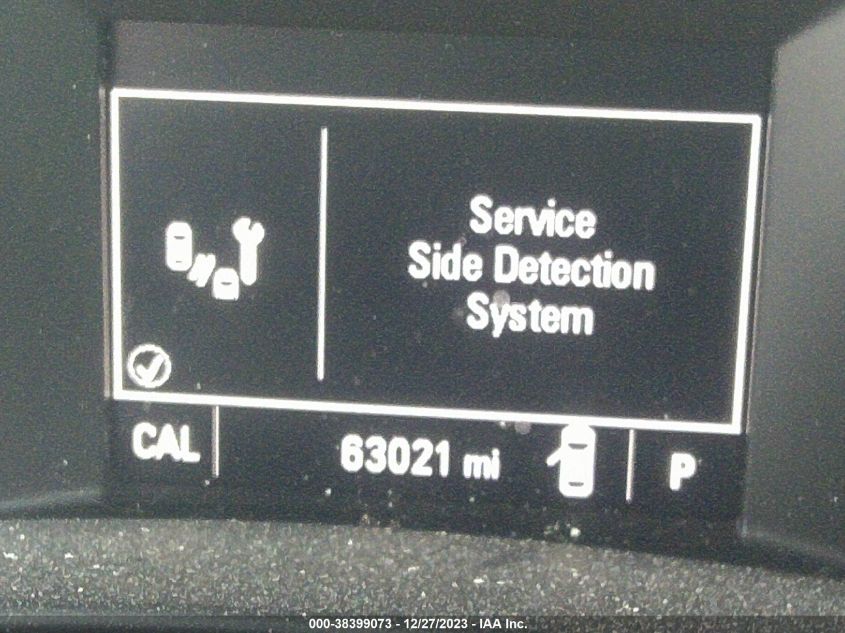 Service
Side Detection
System
CAL
63021 mi
P
000-38399073 - 12/27/2023 - IAA Inc.